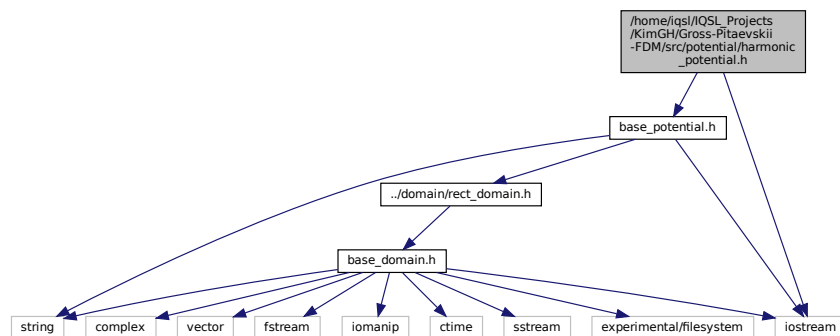 /home/iqsl/IQSL_Projects
/KimGH/Gross-Pitaevskii
-FDM/src/potential/harmonic
_potential.h
base_potential.h
../domain/rect_domain.h
base_domain.h
string
complex
vector
fstream
iomanip
ctime
sstream
experimental/filesystem
iostream